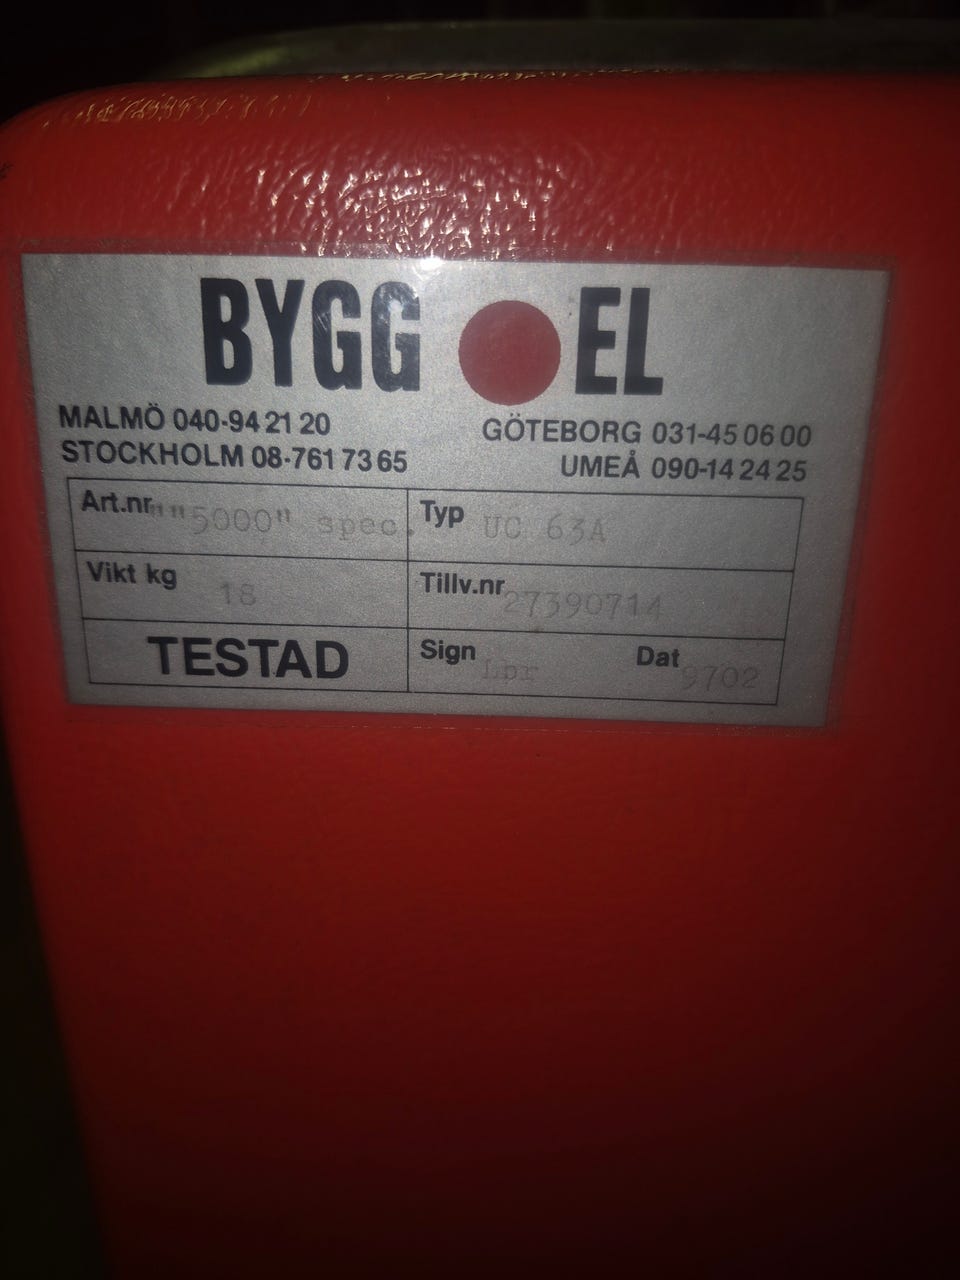 BYGG EL
MALMÖ 040-94 21 20
STOCKHOLM 08-761 73 65
GÖTEBORG 031-45 06 00
UMEÅ 090-14 24 25
Art.nr ""5000" spec.
Typ UC 63A
Vikt kg 18
Tillv.nr 27390714
TESTAD
Sign Lpr
Dat 9702